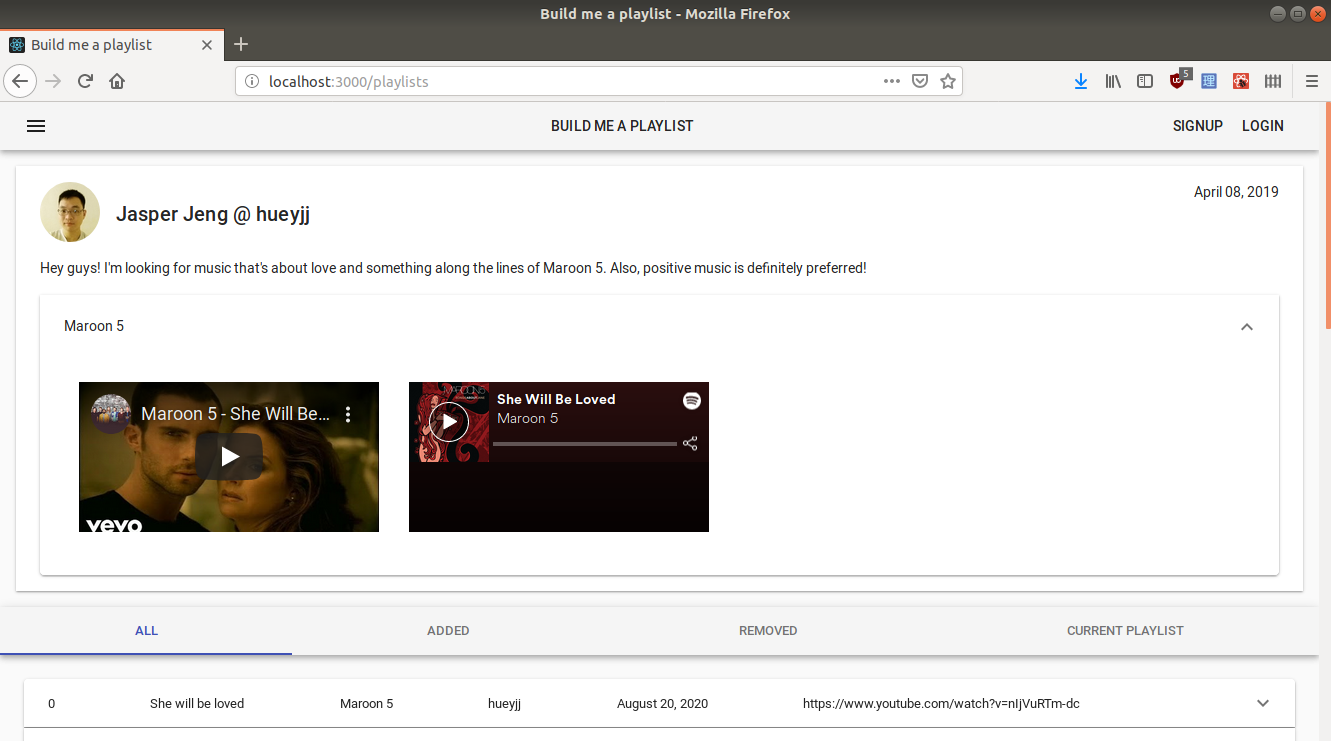 Build me a playlist - Mozilla Firefox
Build me a playlist
localhost:3000/playlists
5
理
BUILD ME A PLAYLIST
SIGNUP
LOGIN
April 08, 2019
Jasper Jeng @ hueyjj
Hey guys! I'm looking for music that's about love and something along the lines of Maroon 5. Also, positive music is definitely preferred!
Maroon 5
Maroon 5 - She Will Be...
vevo
MAROON5
She Will Be Loved
Maroon 5
ALL
ADDED
REMOVED
CURRENT PLAYLIST
0 She will be loved Maroon 5 hueyjj August 20, 2020 https://www.youtube.com/watch?v=nIjVuRTm-dc